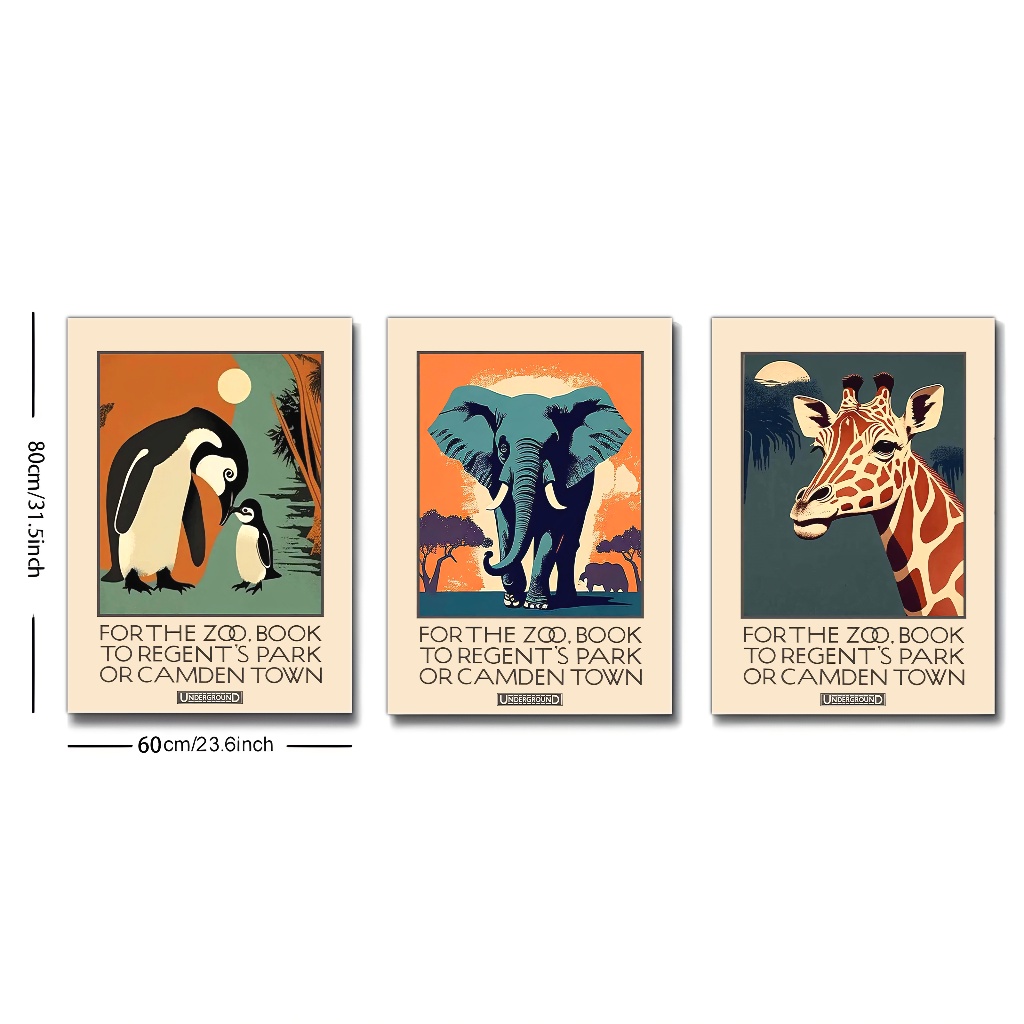 80cm/31.5inch
FOR THE ZOO, BOOK
TO REGENT'S PARK
OR CAMDEN TOWN
UNDERGROUND
60cm/23.6inch
FOR THE ZOO, BOOK
TO REGENT'S PARK
OR CAMDEN TOWN
UNDERGROUND
FOR THE ZOO, BOOK
TO REGENT'S PARK
OR CAMDEN TOWN
UNDERGROUND